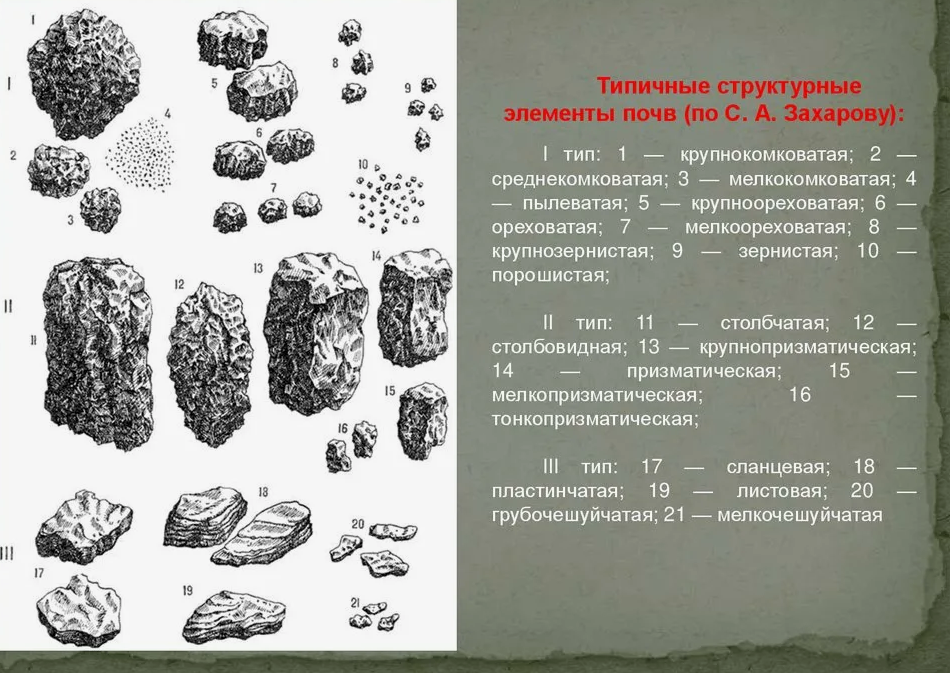 I
I
1
2
3
4
5
6
7
8
9
10
II
11
12
13
14
15
16
III
17
18
19
20
21
Типичные структурные
элементы почв (по С. А. Захарову):
I тип: 1 — крупнокомковатая; 2 —
среднекомковатая; 3 — мелкокомковатая; 4
— пылеватая; 5 — крупноореховатая; 6 —
ореховатая; 7 — мелкоореховатая; 8 —
крупнозернистая; 9 — зернистая; 10 —
порошистая;
II тип: 11 — столбчатая; 12 —
столбовидная; 13 — крупнопризматическая;
14 — призматическая; 15 —
мелкопризматическая; 16 —
тонкопризматическая;
III тип: 17 — сланцевая; 18 —
пластинчатая; 19 — листовая; 20 —
грубочешуйчатая; 21 — мелкочешуйчатая